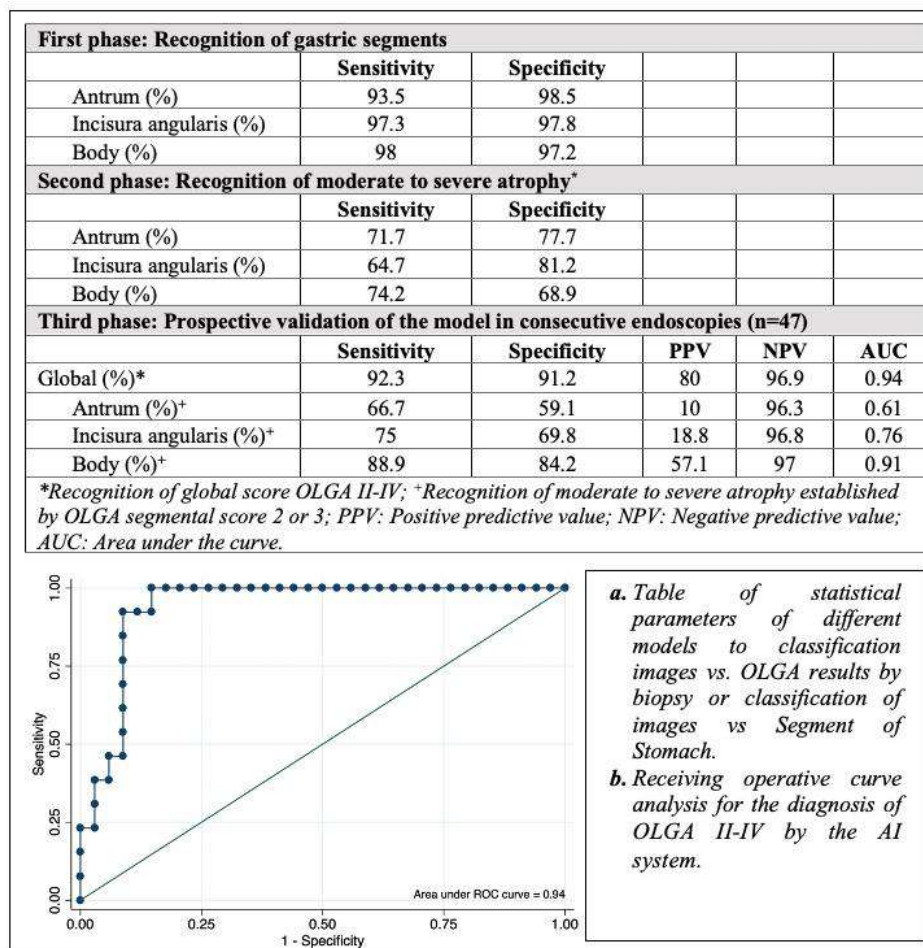 First phase: Recognition of gastric segments
Sensitivity Specificity
Antrum (%) 93.5 98.5
Incisura angularis (%) 97.3 97.8
Body (%) 98 97.2
Second phase: Recognition of moderate to severe atrophy*
Sensitivity Specificity
Antrum (%) 71.7 77.7
Incisura angularis (%) 64.7 81.2
Body (%) 74.2 68.9
Third phase: Prospective validation of the model in consecutive endoscopies (n=47)
Sensitivity Specificity PPV NPV AUC
Global (%)* 92.3 91.2 80 96.9 0.94
Antrum (%)+ 66.7 59.1 10 96.3 0.61
Incisura angularis (%)+ 75 69.8 18.8 96.8 0.76
Body (%)+ 88.9 84.2 57.1 97 0.91
*Recognition of global score OLGA II-IV; +Recognition of moderate to severe atrophy established
by OLGA segmental score 2 or 3; PPV: Positive predictive value; NPV: Negative predictive value;
AUC: Area under the curve.
1.00
0.75
0.50
0.25
0.00
Sensitivity
Area under ROC curve = 0.94
0.00 0.25 0.50 0.75 1.00
1 - Specificity
a. Table of statistical
parameters of different
models to classification
images vs. OLGA results by
biopsy or classification of
images vs Segment of
Stomach.
b. Receiving operative curve
analysis for the diagnosis of
OLGA II-IV by the AI
system.